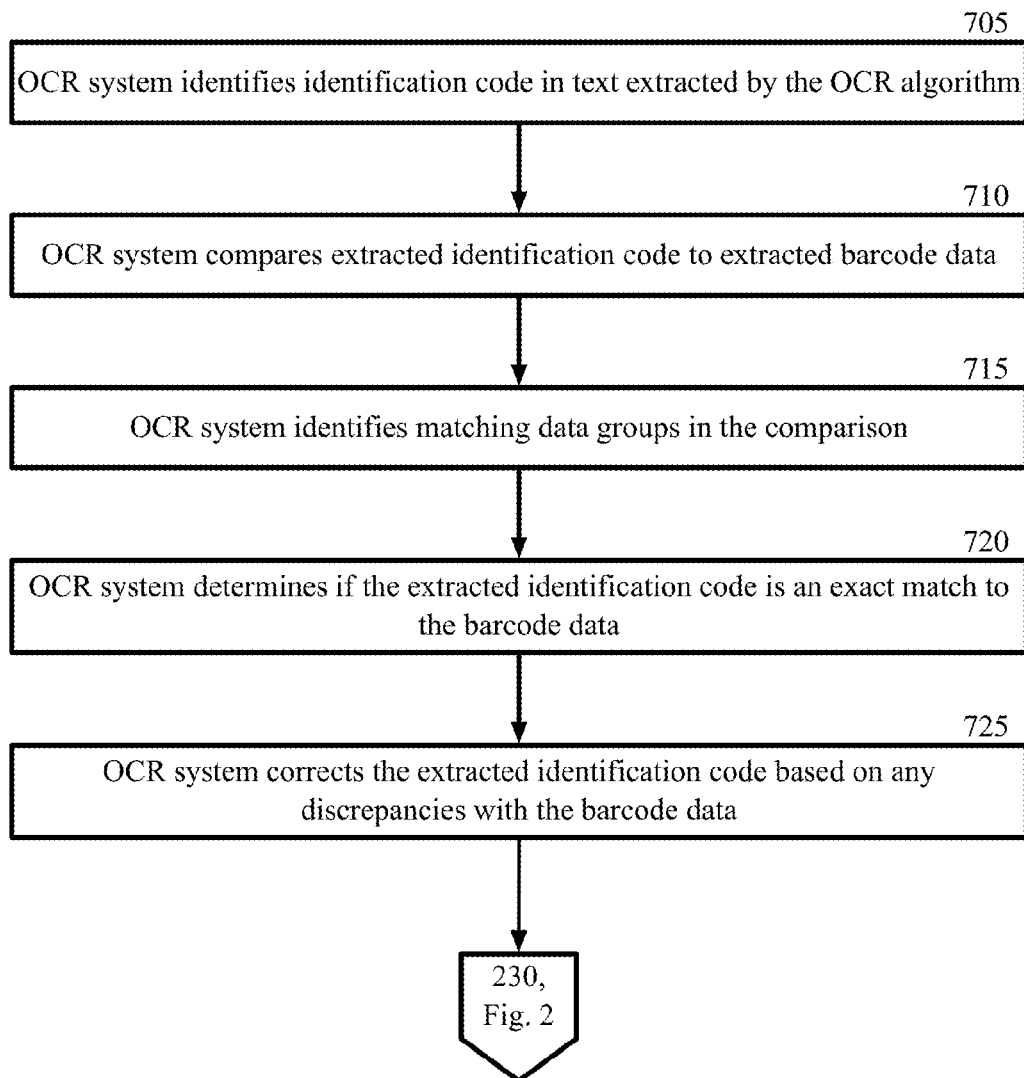 705
OCR system identifies identification code in text extracted by the OCR algorithm
710
OCR system compares extracted identification code to extracted barcode data
715
OCR system identifies matching data groups in the comparison
720
OCR system determines if the extracted identification code is an exact match to
the barcode data
725
OCR system corrects the extracted identification code based on any
discrepancies with the barcode data
230,
Fig. 2